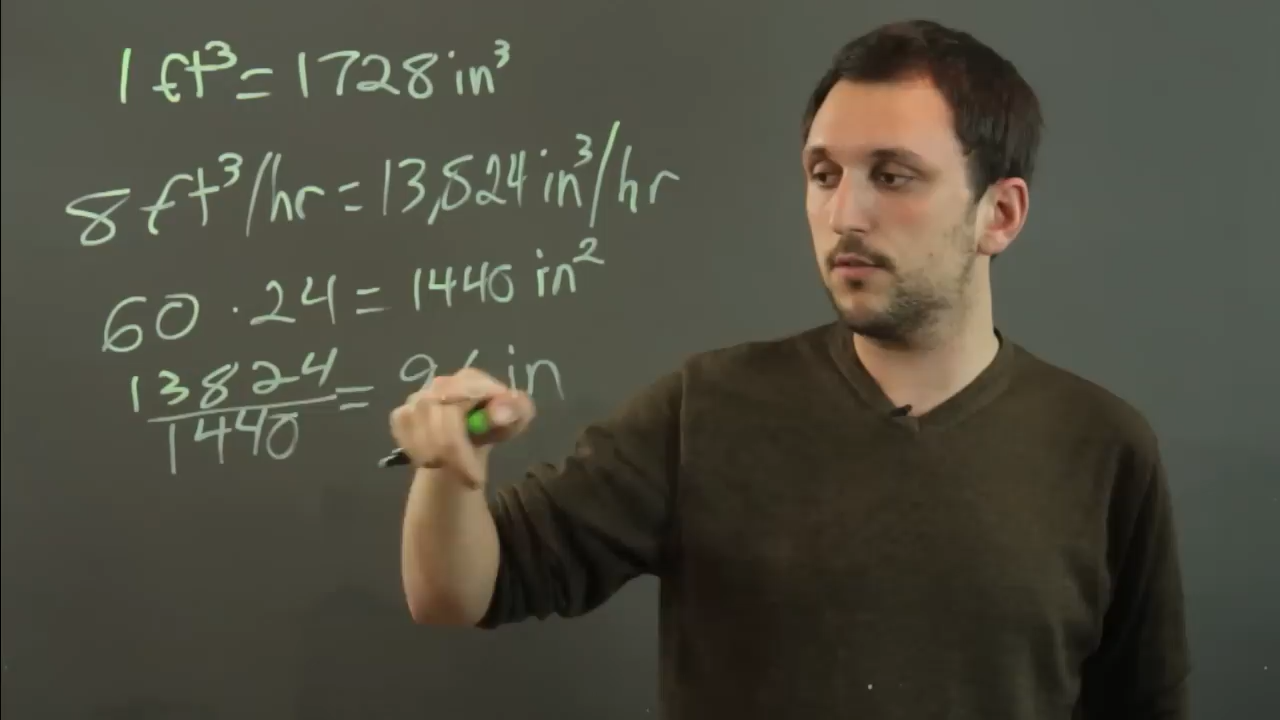 1 ft³ = 1728 in³
8 ft³/hr = 13,824 in³/hr
60 · 24 = 1440 in²
13824
1440
= in